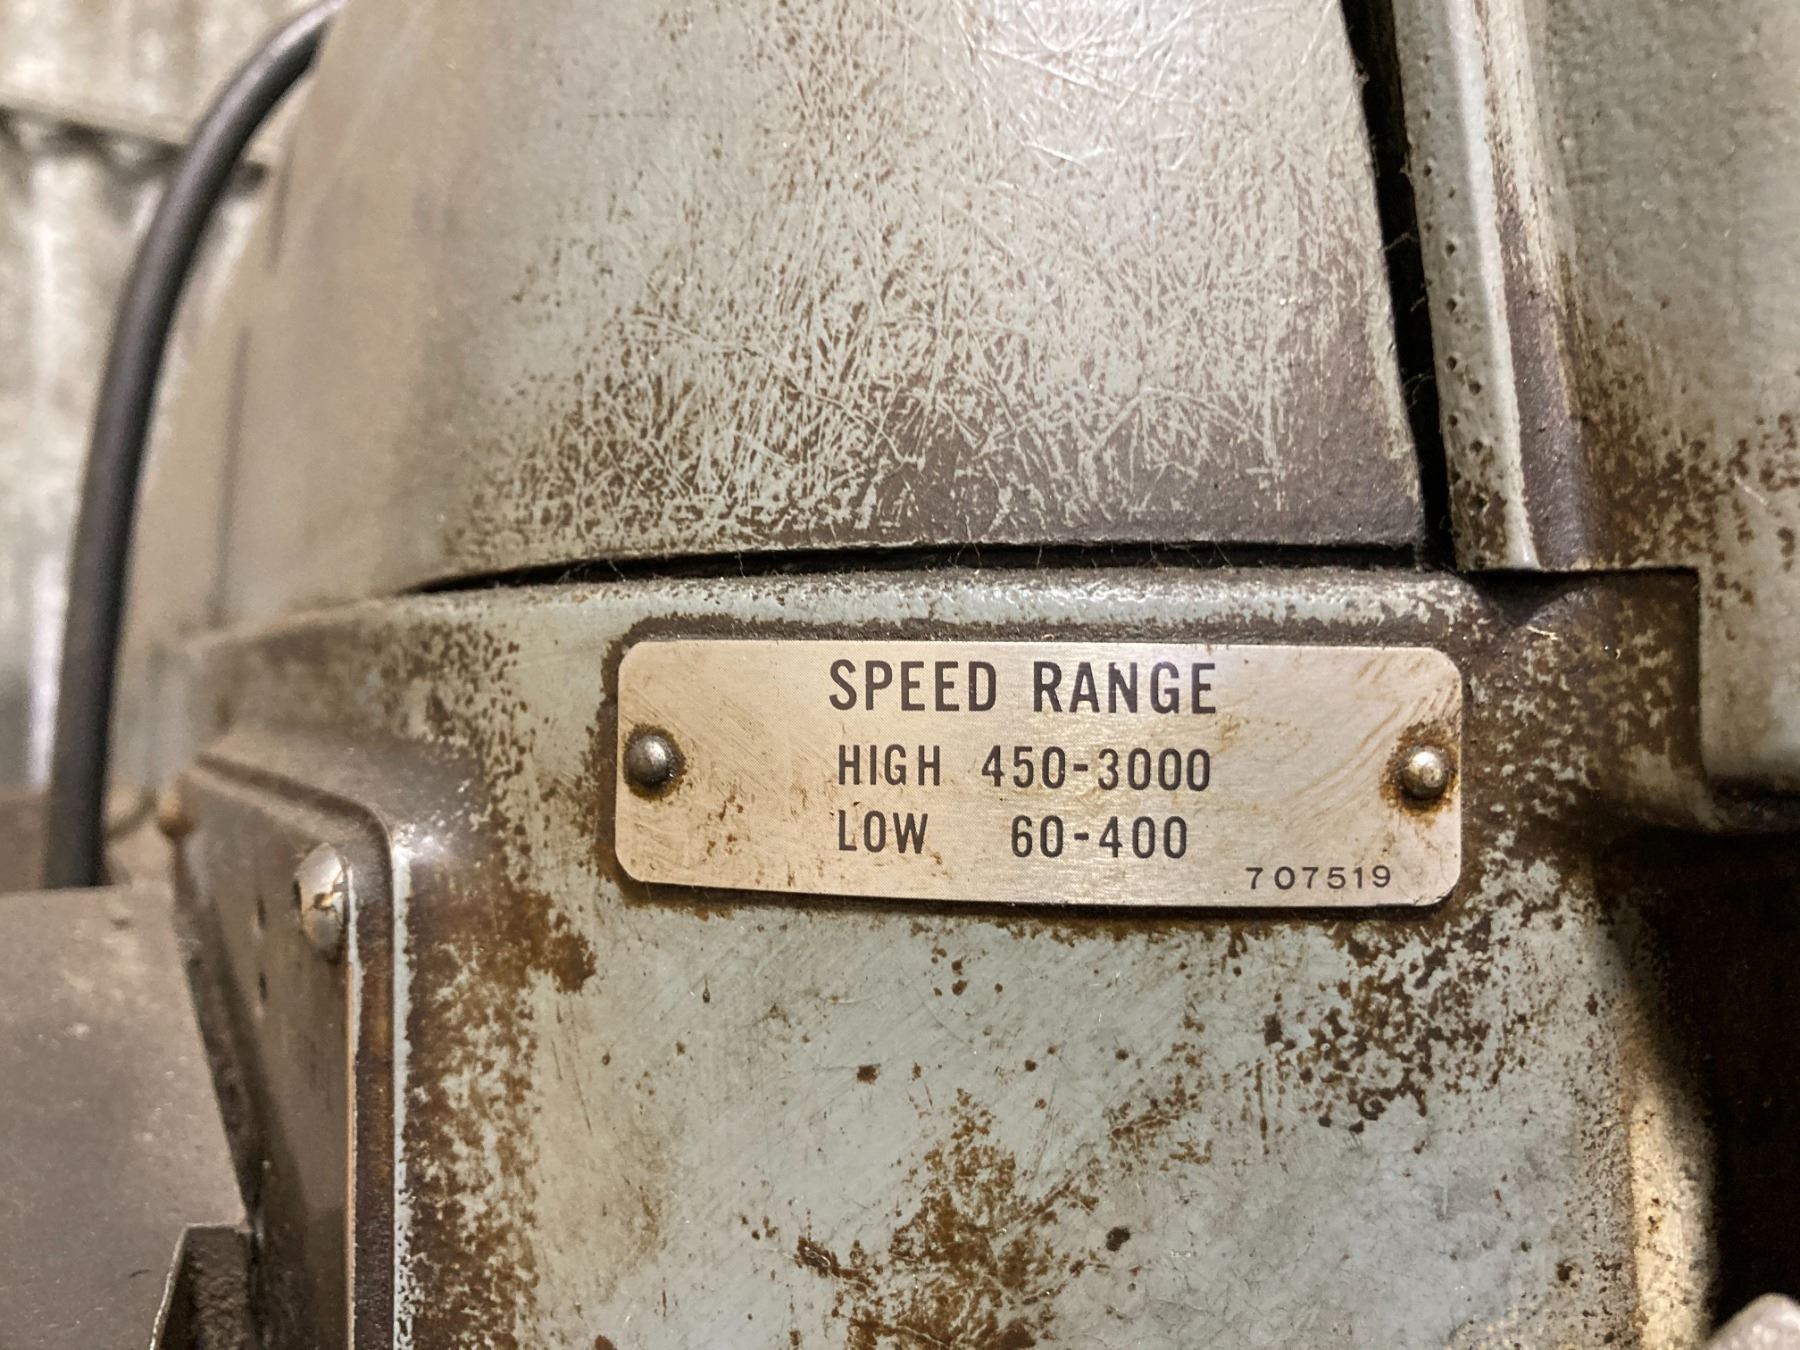 SPEED RANGE
HIGH 450-3000
LOW 60-400
707519